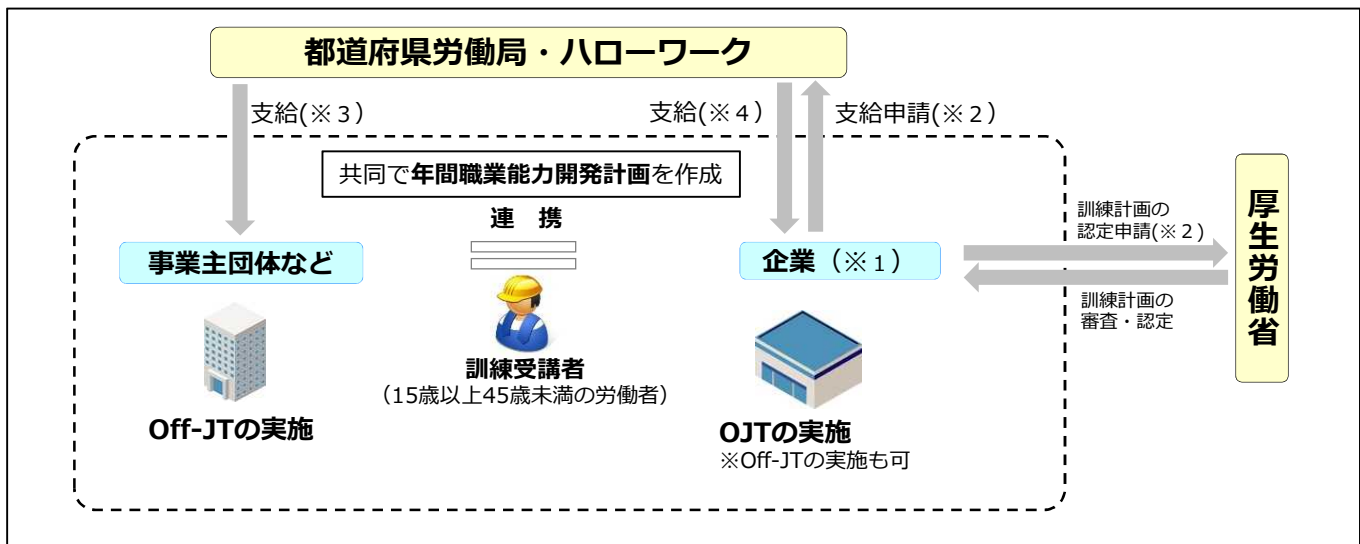 都道府県労働局・ハローワーク
支給(※３)
支給(※４)
支給申請(※２)
共同で年間職業能力開発計画を作成
連 携
事業主団体など
企業（※１）
訓練計画の
認定申請(※２)
訓練計画の
審査・認定
厚生労働省
訓練受講者
（15歳以上45歳未満の労働者）
Off-JTの実施
OJTの実施
※Off-JTの実施も可